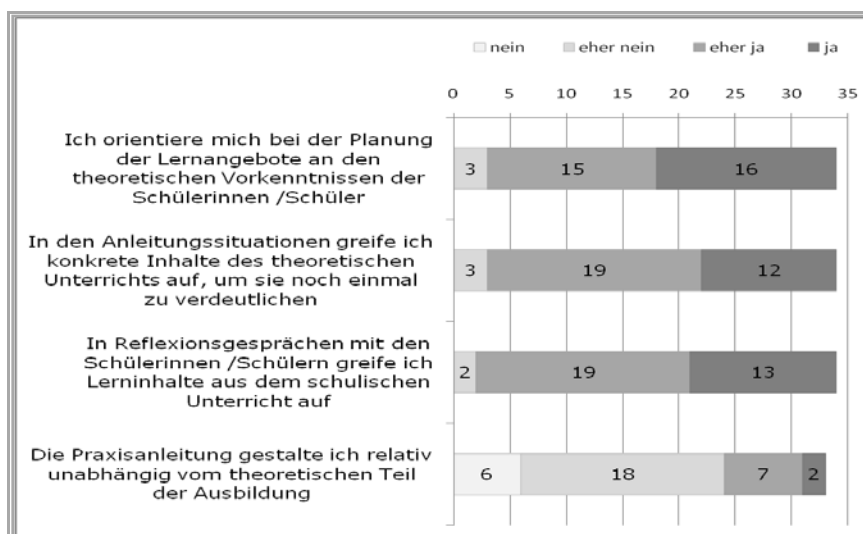 nein eher nein eher ja ja
0 5 10 15 20 25 30 35
Ich orientiere mich bei der Planung
der Lernangebote an den
theoretischen Vorkenntnissen der
Schülerinnen /Schüler
3 15 16
In den Anleitungssituationen greife ich
konkrete Inhalte des theoretischen
Unterrichts auf, um sie noch einmal
zu verdeutlichen
3 19 12
In Reflexionsgesprächen mit den
Schülerinnen /Schülern greife ich
Lerninhalte aus dem schulischen
Unterricht auf
2 19 13
Die Praxisanleitung gestalte ich relativ
unabhängig vom theoretischen Teil
der Ausbildung
6 18 7 2